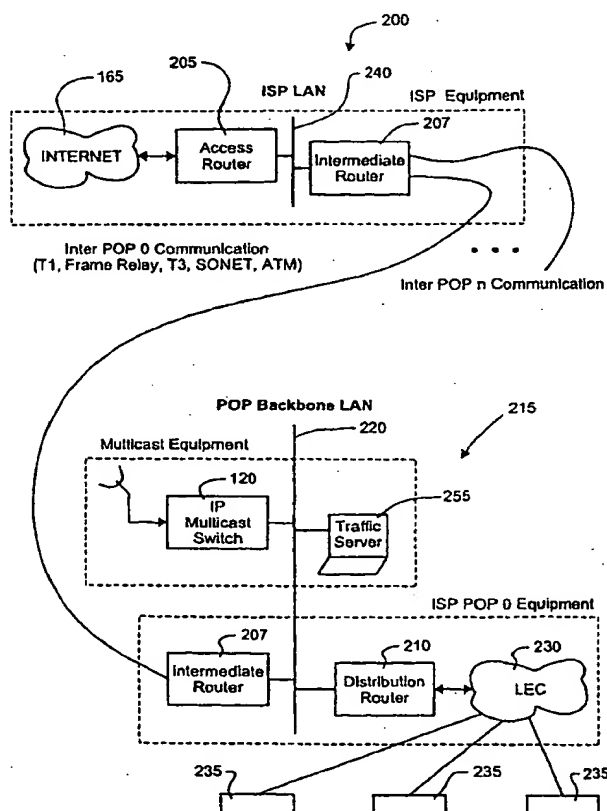 200
205
165
ISP LAN
240
ISP Equipment
207
INTERNET
Access
Router
Intermediate
Router
Inter POP 0 Communication
(T1, Frame Relay, T3, SONET, ATM)
Inter POP n Communication
POP Backbone LAN
220
215
Multicast Equipment
120
255
IP
Multicast
Switch
Traffic
Server
ISP POP 0 Equipment
207
210
230
Intermediate
Router
Distribution
Router
LEC
235
235
235